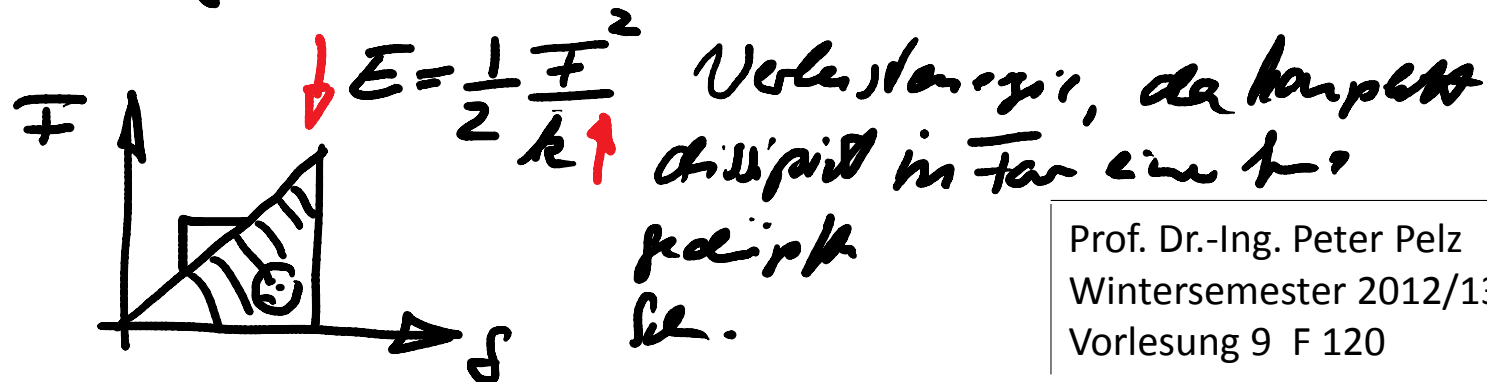 E = 1/2 F²/k Verlustenergie, da komplett
F
dissipiert in Form einer
gedämpften
δ
Prof. Dr.-Ing. Peter Pelz
Wintersemester 2012/13
Vorlesung 9 F 120